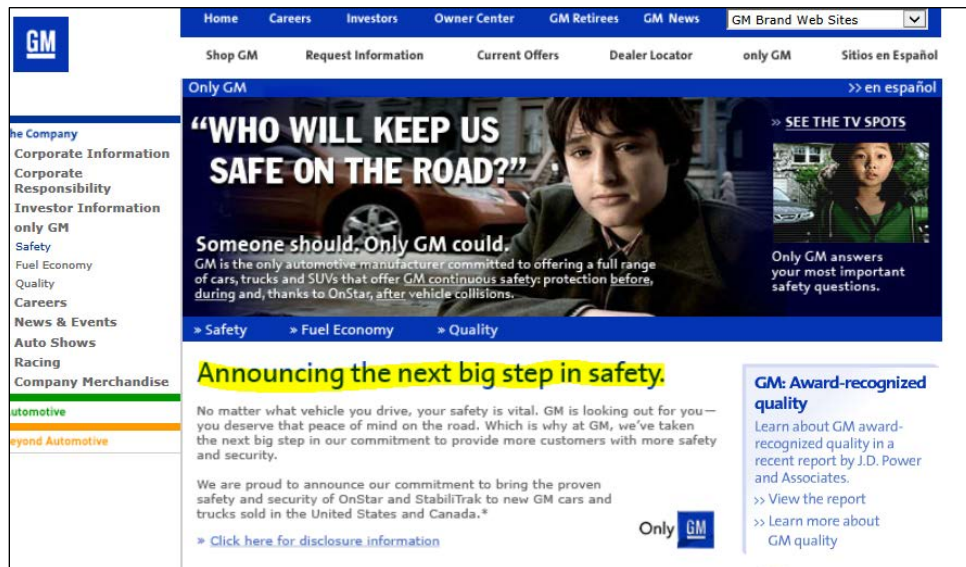 GM
Home Careers Investors Owner Center GM Retirees GM News GM Brand Web Sites
Shop GM Request Information Current Offers Dealer Locator only GM Sitios en Español
Only GM >> en español
“WHO WILL KEEP US
SAFE ON THE ROAD?”
Someone should. Only GM could.
GM is the only automotive manufacturer committed to offering a full range
of cars, trucks and SUVs that offer GM continuous safety: protection before,
during and, thanks to OnStar, after vehicle collisions.
» SEE THE TV SPOTS
Only GM answers
your most important
safety questions.
» Safety » Fuel Economy » Quality
he Company
Corporate Information
Corporate
Responsibility
Investor Information
only GM
Safety
Fuel Economy
Quality
Careers
News & Events
Auto Shows
Racing
Company Merchandise
utomotive
eyond Automotive
Announcing the next big step in safety.
No matter what vehicle you drive, your safety is vital. GM is looking out for you—
you deserve that peace of mind on the road. Which is why at GM, we’ve taken
the next big step in our commitment to provide more customers with more safety
and security.
We are proud to announce our commitment to bring the proven
safety and security of OnStar and StabiliTrak to new GM cars and
trucks sold in the United States and Canada.*
» Click here for disclosure information
Only GM
GM: Award-recognized
quality
Learn about GM award-
recognized quality in a
recent report by J.D. Power
and Associates.
>> View the report
>> Learn more about
GM quality